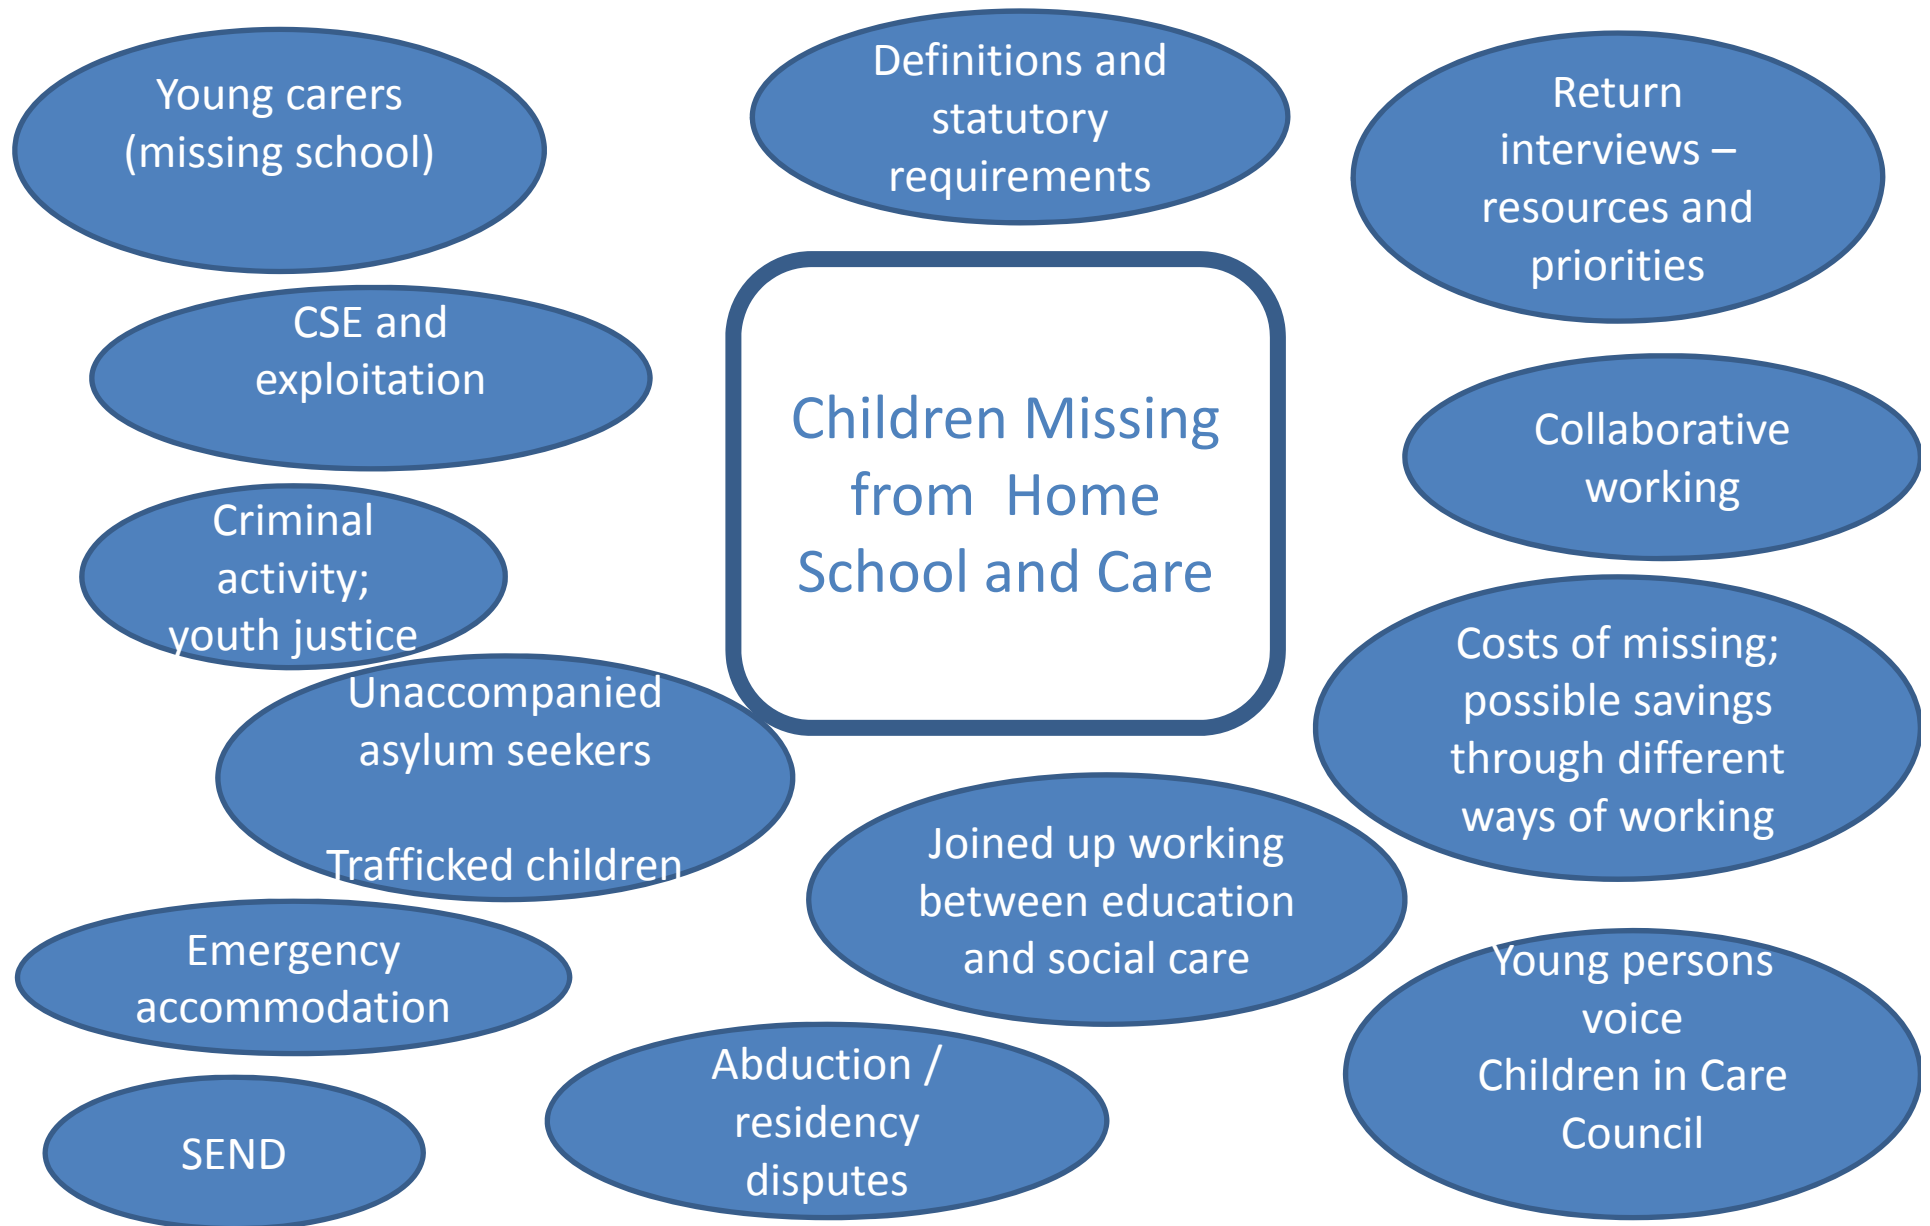 Young carers
(missing school)
Definitions and
statutory
requirements
Return
interviews –
resources and
priorities
CSE and
exploitation
Children Missing
from  Home
School and Care
Collaborative
working
Criminal
activity;
youth justice
Unaccompanied
asylum seekers
Trafficked children
Costs of missing;
possible savings
through different
ways of working
Joined up working
between education
and social care
Emergency
accommodation
Young persons
voice
Children in Care
Council
Abduction /
residency
disputes
SEND